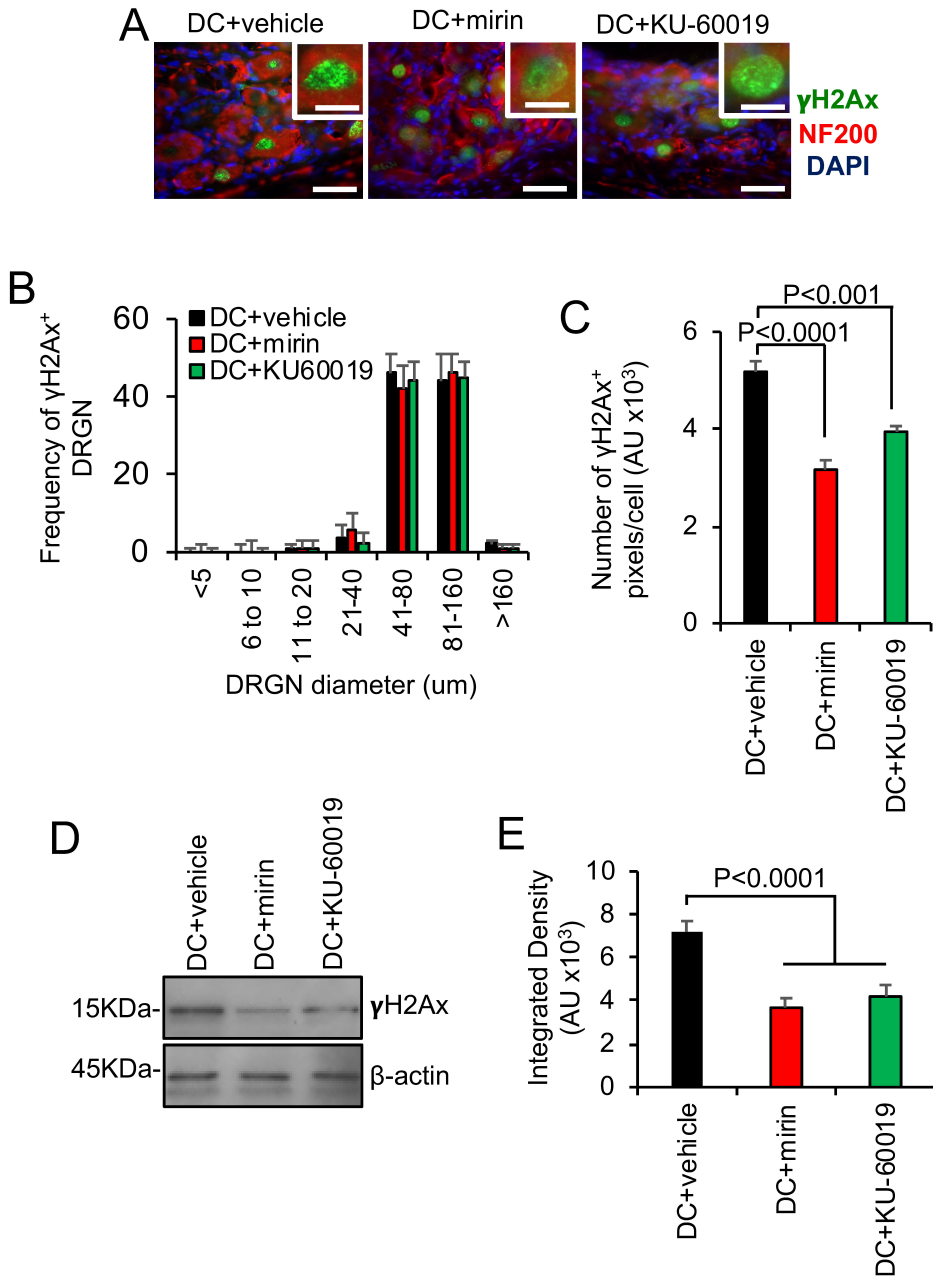 A
DC+vehicle
DC+mirin
DC+KU-60019
γH2Ax
NF200
DAPI
B
Frequency of γH2Ax⁺
DRGN
60
40
20
0
DC+vehicle
DC+mirin
DC+KU60019
<5
6 to 10
11 to 20
21-40
41-80
81-160
>160
DRGN diameter (um)
C
Number of γH2Ax⁺
pixels/cell (AU x10³)
6
4
2
0
P<0.001
P<0.0001
DC+vehicle
DC+mirin
DC+KU-60019
D
DC+vehicle
DC+mirin
DC+KU-60019
15KDa-
γH2Ax
45KDa-
β-actin
E
Integrated Density
(AU x10³)
10
8
6
4
2
0
P<0.0001
DC+vehicle
DC+mirin
DC+KU-60019